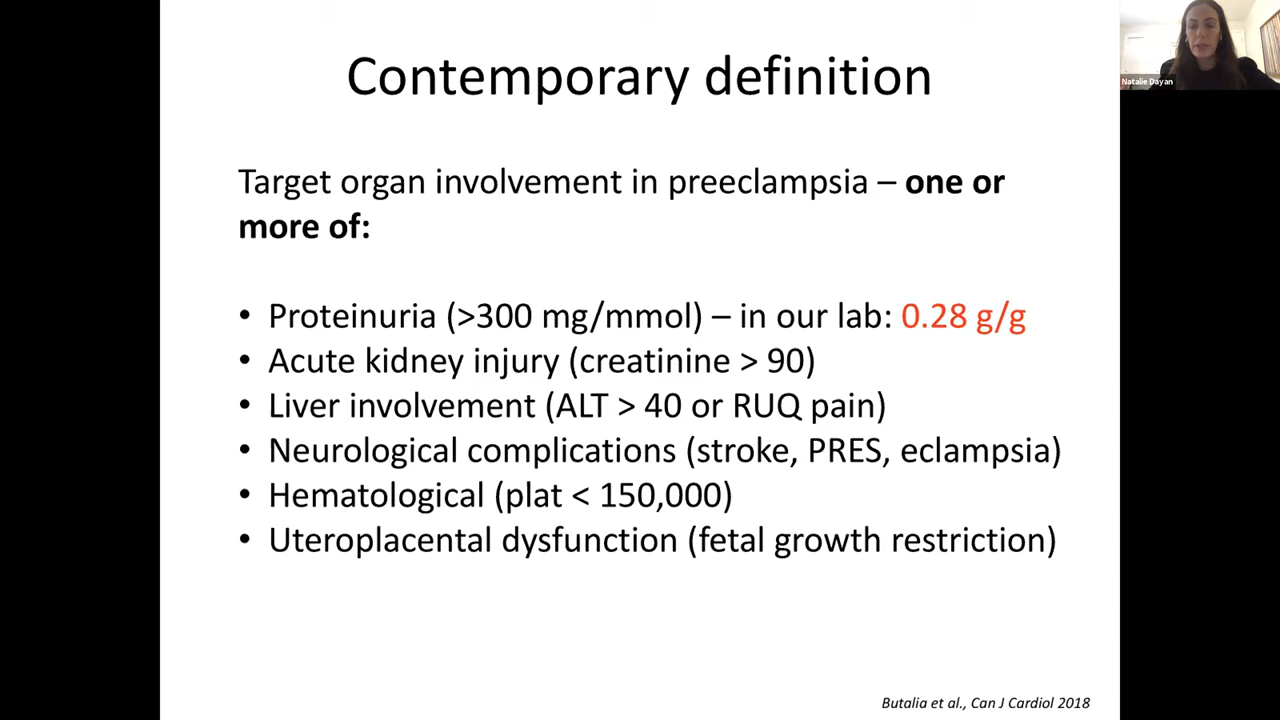 Contemporary definition
Natalie Dayan
Target organ involvement in preeclampsia – one or
more of:
• Proteinuria (>300 mg/mmol) – in our lab: 0.28 g/g
• Acute kidney injury (creatinine > 90)
• Liver involvement (ALT > 40 or RUQ pain)
• Neurological complications (stroke, PRES, eclampsia)
• Hematological (plat < 150,000)
• Uteroplacental dysfunction (fetal growth restriction)
Butalia et al., Can J Cardiol 2018